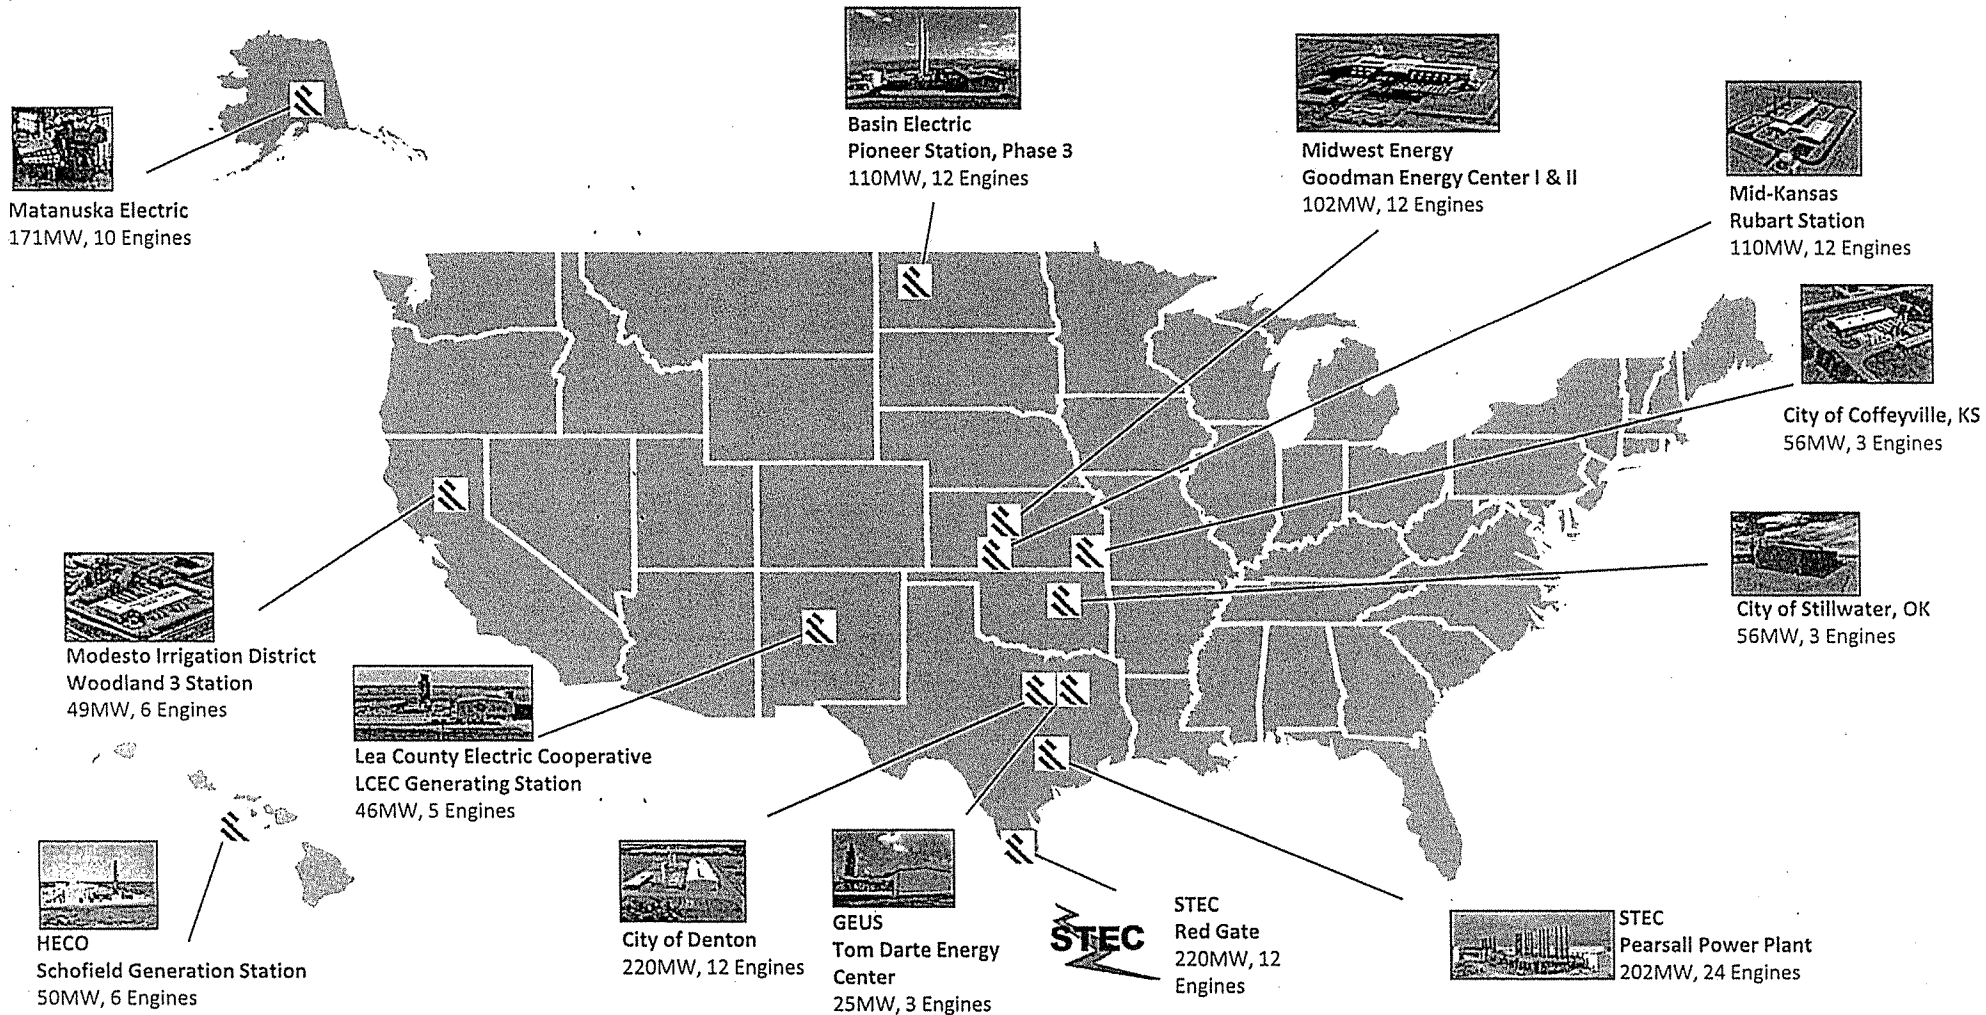 Basin Electric
Pioneer Station, Phase 3
110MW, 12 Engines
Midwest Energy
Goodman Energy Center I & II
102MW, 12 Engines
Mid-Kansas
Rubart Station
110MW, 12 Engines
Matanuska Electric
171MW, 10 Engines
City of Coffeyville, KS
56MW, 3 Engines
City of Stillwater, OK
56MW, 3 Engines
Modesto Irrigation District
Woodland 3 Station
49MW, 6 Engines
Lea County Electric Cooperative
LCEC Generating Station
46MW, 5 Engines
HECO
Schofield Generation Station
50MW, 6 Engines
City of Denton
220MW, 12 Engines
GEUS
Tom Darte Energy
Center
25MW, 3 Engines
STEC
STEC
Red Gate
220MW, 12
Engines
STEC
Pearsall Power Plant
202MW, 24 Engines